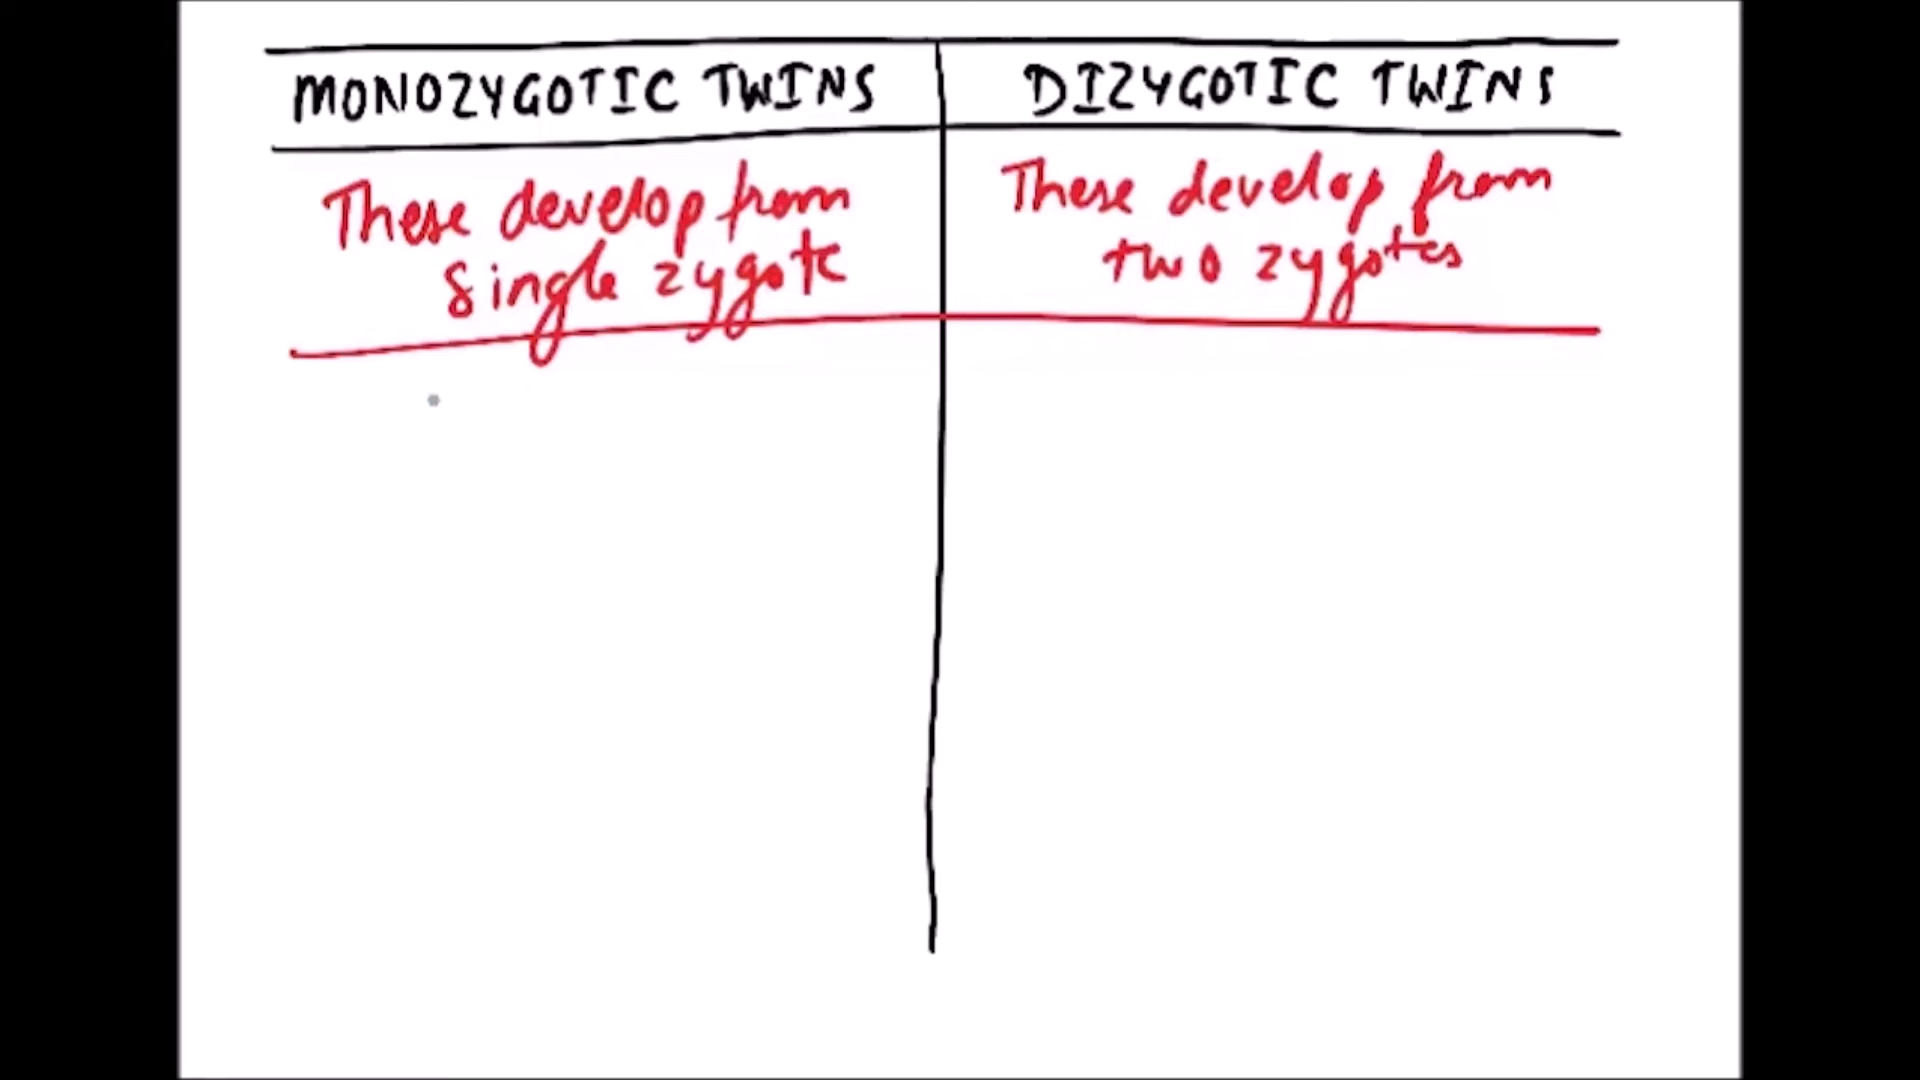 MONOZYGOTIC TWINS
DIZYGOTIC TWINS
These develop from
single zygote
These develop from
two zygotes